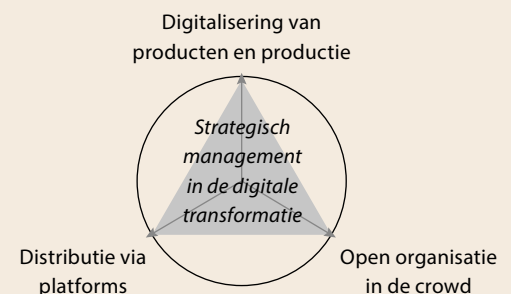 Digitalisering van
producten en productie
Strategisch
management
in de digitale
transformatie
Distributie via
platforms
Open organisatie
in de crowd